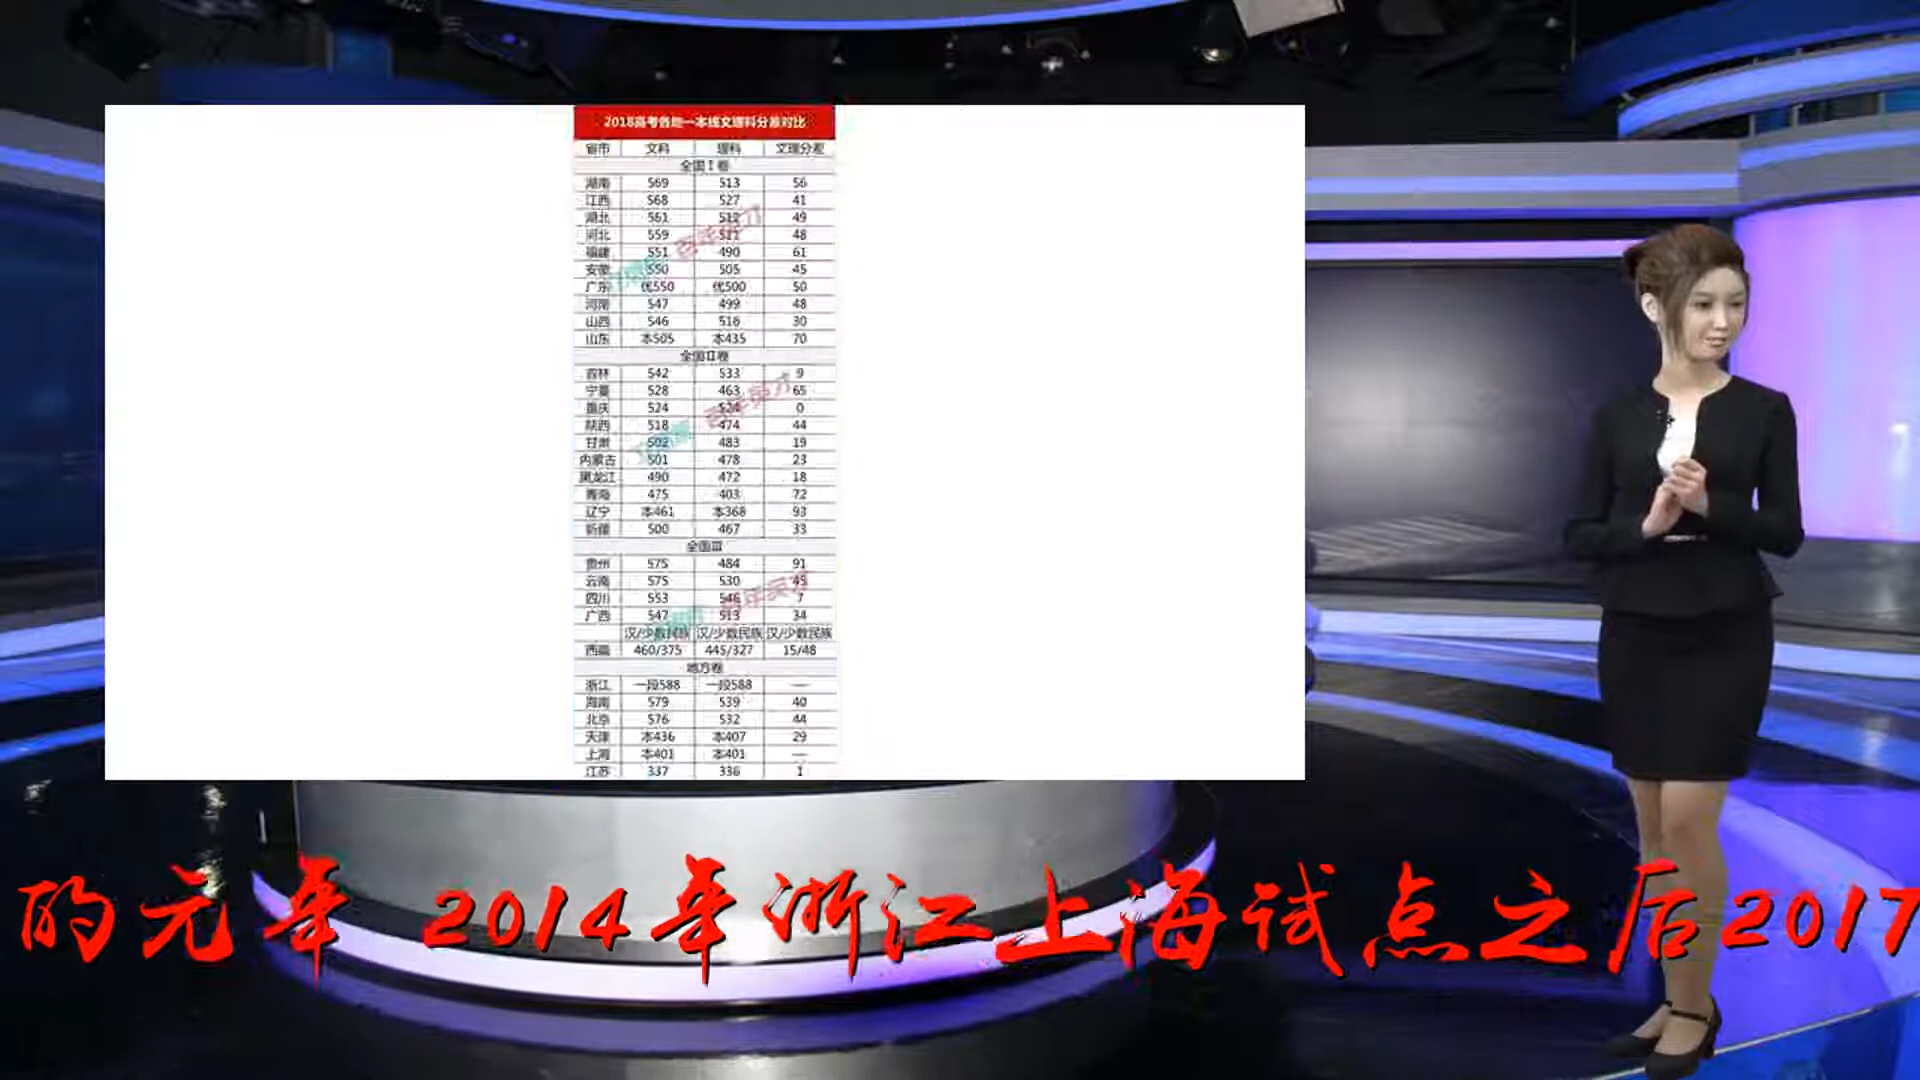 2018高考各地一本线文理科分差对比
省市 文科 理科 文理分差
全国Ⅰ卷
湖南 569 513 56
江西 568 527 41
湖北 561 512 49
河北 559 511 48
福建 551 490 61
安徽 550 505 45
广东 优550 优500 50
河南 547 499 48
山西 546 516 30
山东 本505 本435 70
全国Ⅱ卷
吉林 542 533 9
宁夏 528 463 65
重庆 524 524 0
陕西 518 474 44
甘肃 502 483 19
内蒙古 501 478 23
黑龙江 490 472 18
青海 475 403 72
辽宁 本461 本368 93
新疆 500 467 33
全国Ⅲ
贵州 575 484 91
云南 575 530 45
四川 553 546 7
广西 547 513 34
汉/少数民族 汉/少数民族 汉/少数民族
西藏 460/375 445/327 15/48
地方卷
浙江 一段588 一段588 —
海南 579 539 40
北京 576 532 44
天津 本436 本407 29
上海 本401 本401 —
江苏 337 336 1
的元年 2014年浙江上海试点之后2017